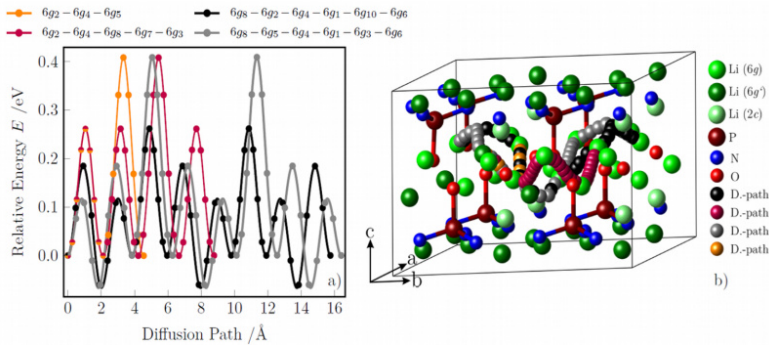 6g₂−6g₄−6g₅
6g₈−6g₂−6g₄−6g₁−6g₁₀−6g₆
6g₂−6g₄−6g₈−6g₇−6g₃
6g₈−6g₅−6g₄−6g₁−6g₃−6g₆
Relative Energy E /eV
0.4
0.3
0.2
0.1
0.0
a)
0 2 4 6 8 10 12 14 16
Diffusion Path /Å
c
a
b
Li (6g)
Li (6g')
Li (2c)
P
N
O
D.-path
D.-path
D.-path
D.-path
b)